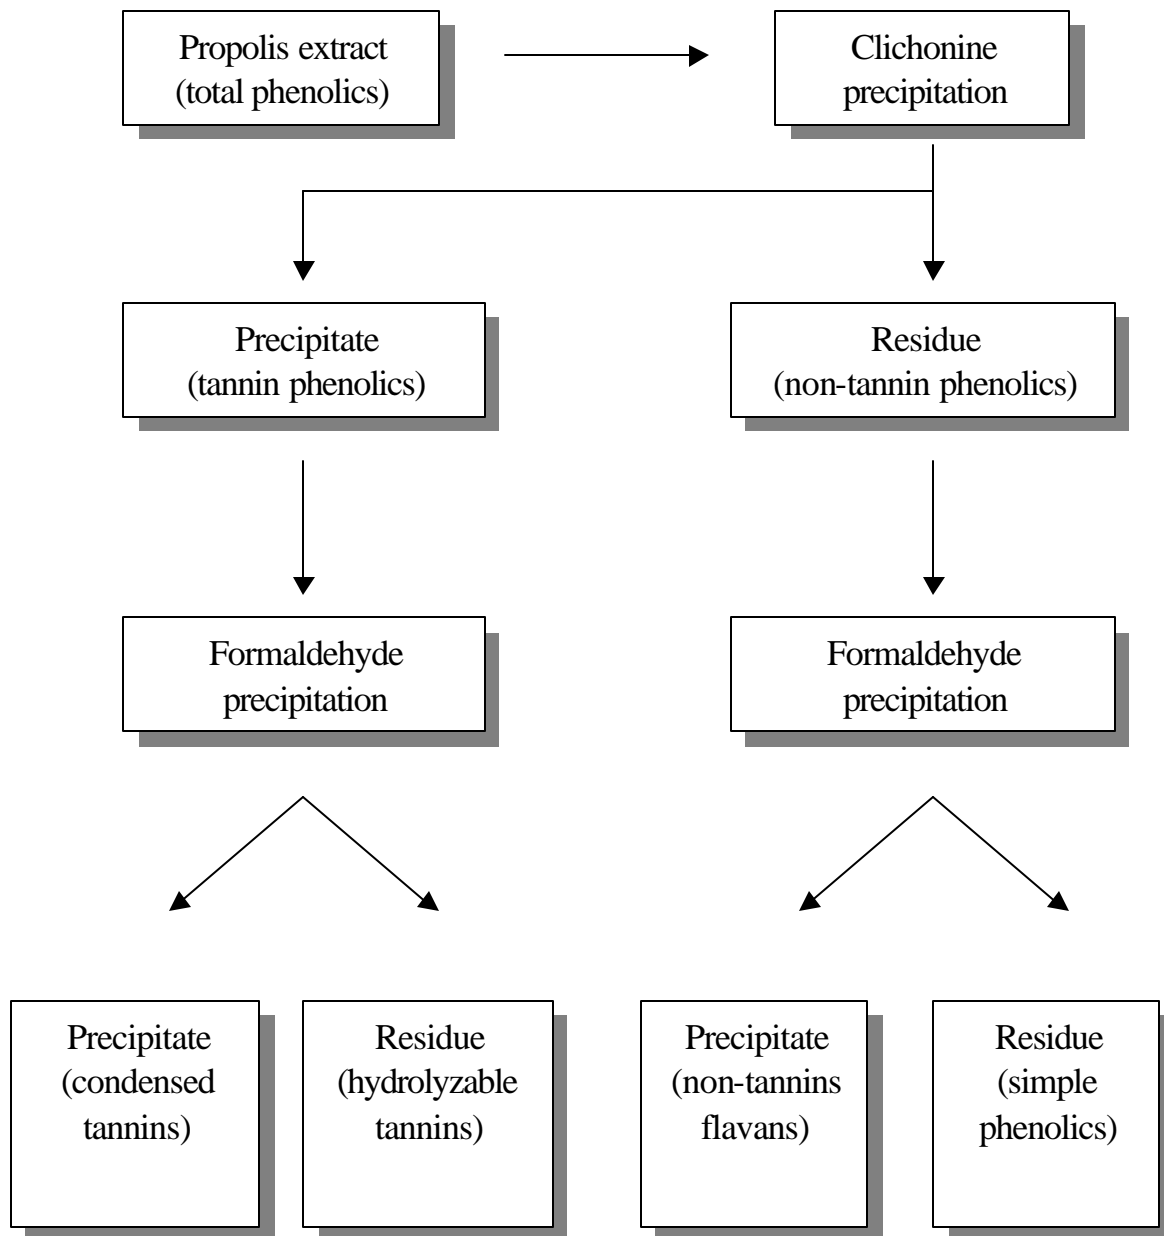 Propolis extract
(total phenolics)
Clichonine
precipitation
Precipitate
(tannin phenolics)
Residue
(non-tannin phenolics)
Formaldehyde
precipitation
Formaldehyde
precipitation
Precipitate
(condensed
tannins)
Residue
(hydrolyzable
tannins)
Precipitate
(non-tannins
flavans)
Residue
(simple
phenolics)